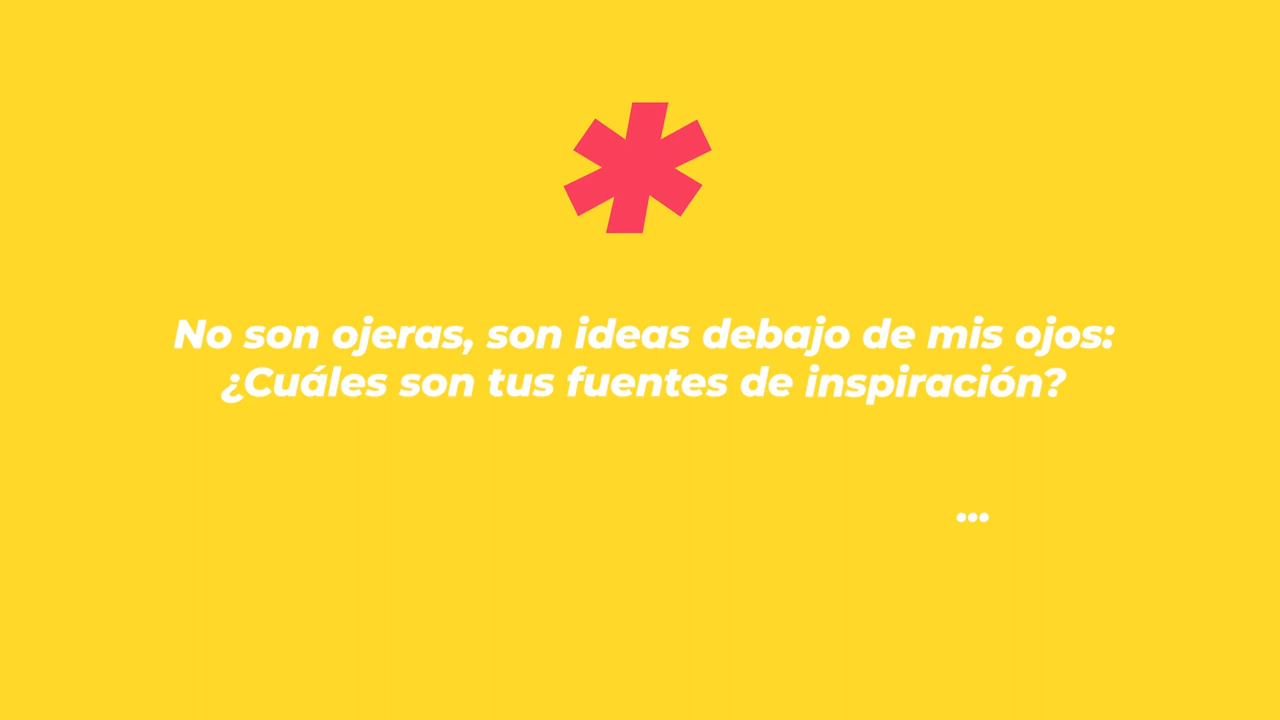 No son ojeras, son ideas debajo de mis ojos:
¿Cuáles son tus fuentes de inspiración?
...